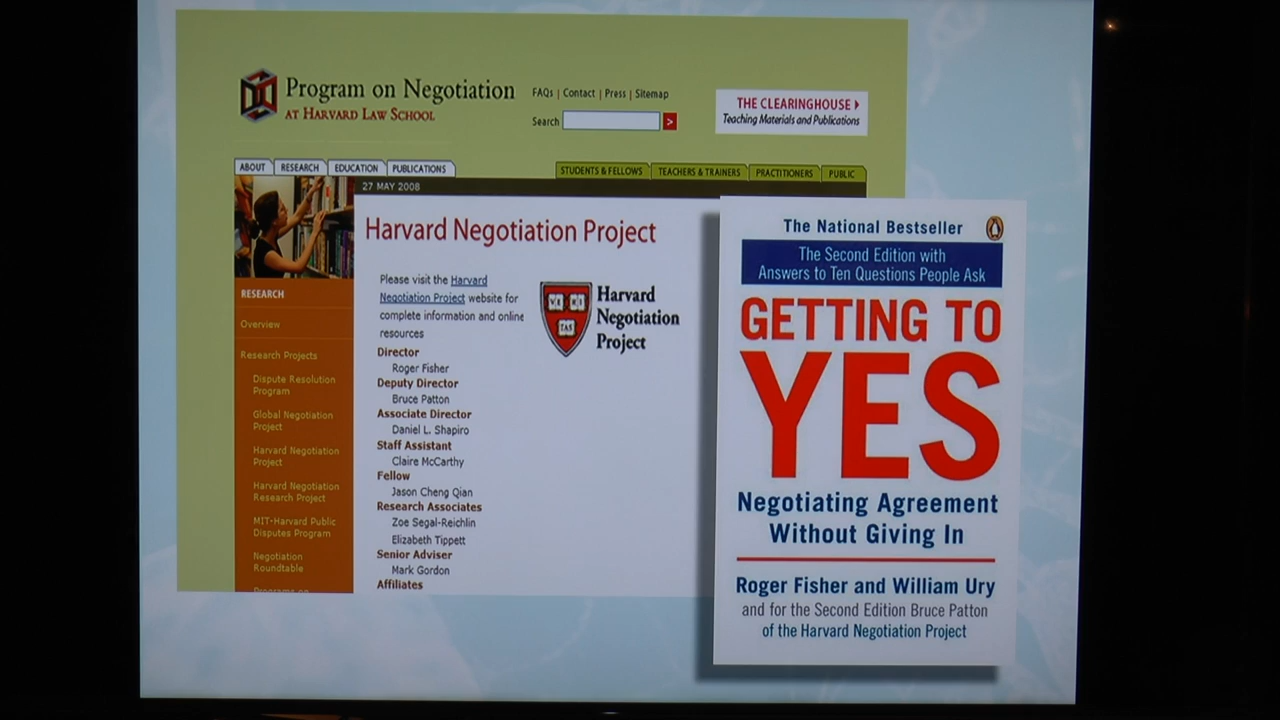 Program on Negotiation
AT HARVARD LAW SCHOOL
FAQs | Contact | Press | Sitemap
Search
>
THE CLEARINGHOUSE
Teaching Materials and Publications
ABOUT
RESEARCH
EDUCATION
PUBLICATIONS
STUDENTS & FELLOWS
TEACHERS & TRAINERS
PRACTITIONERS
PUBLIC
27 MAY 2008
RESEARCH
Overview
Research Projects
Dispute Resolution
Program
Global Negotiation
Project
Harvard Negotiation
Project
Harvard Negotiation
Research Project
MIT-Harvard Public
Disputes Program
Negotiation
Roundtable
Harvard Negotiation Project
Please visit the Harvard
Negotiation Project website for
complete information and online
resources
Director
Roger Fisher
Deputy Director
Bruce Patton
Associate Director
Daniel L. Shapiro
Staff Assistant
Claire McCarthy
Fellow
Jason Cheng Qian
Research Associates
Zoe Segal-Reichlin
Elizabeth Tippett
Senior Adviser
Mark Gordon
Affiliates
Harvard
Negotiation
Project
The National Bestseller
The Second Edition with
Answers to Ten Questions People Ask
GETTING TO
YES
Negotiating Agreement
Without Giving In
Roger Fisher and William Ury
and for the Second Edition Bruce Patton
of the Harvard Negotiation Project